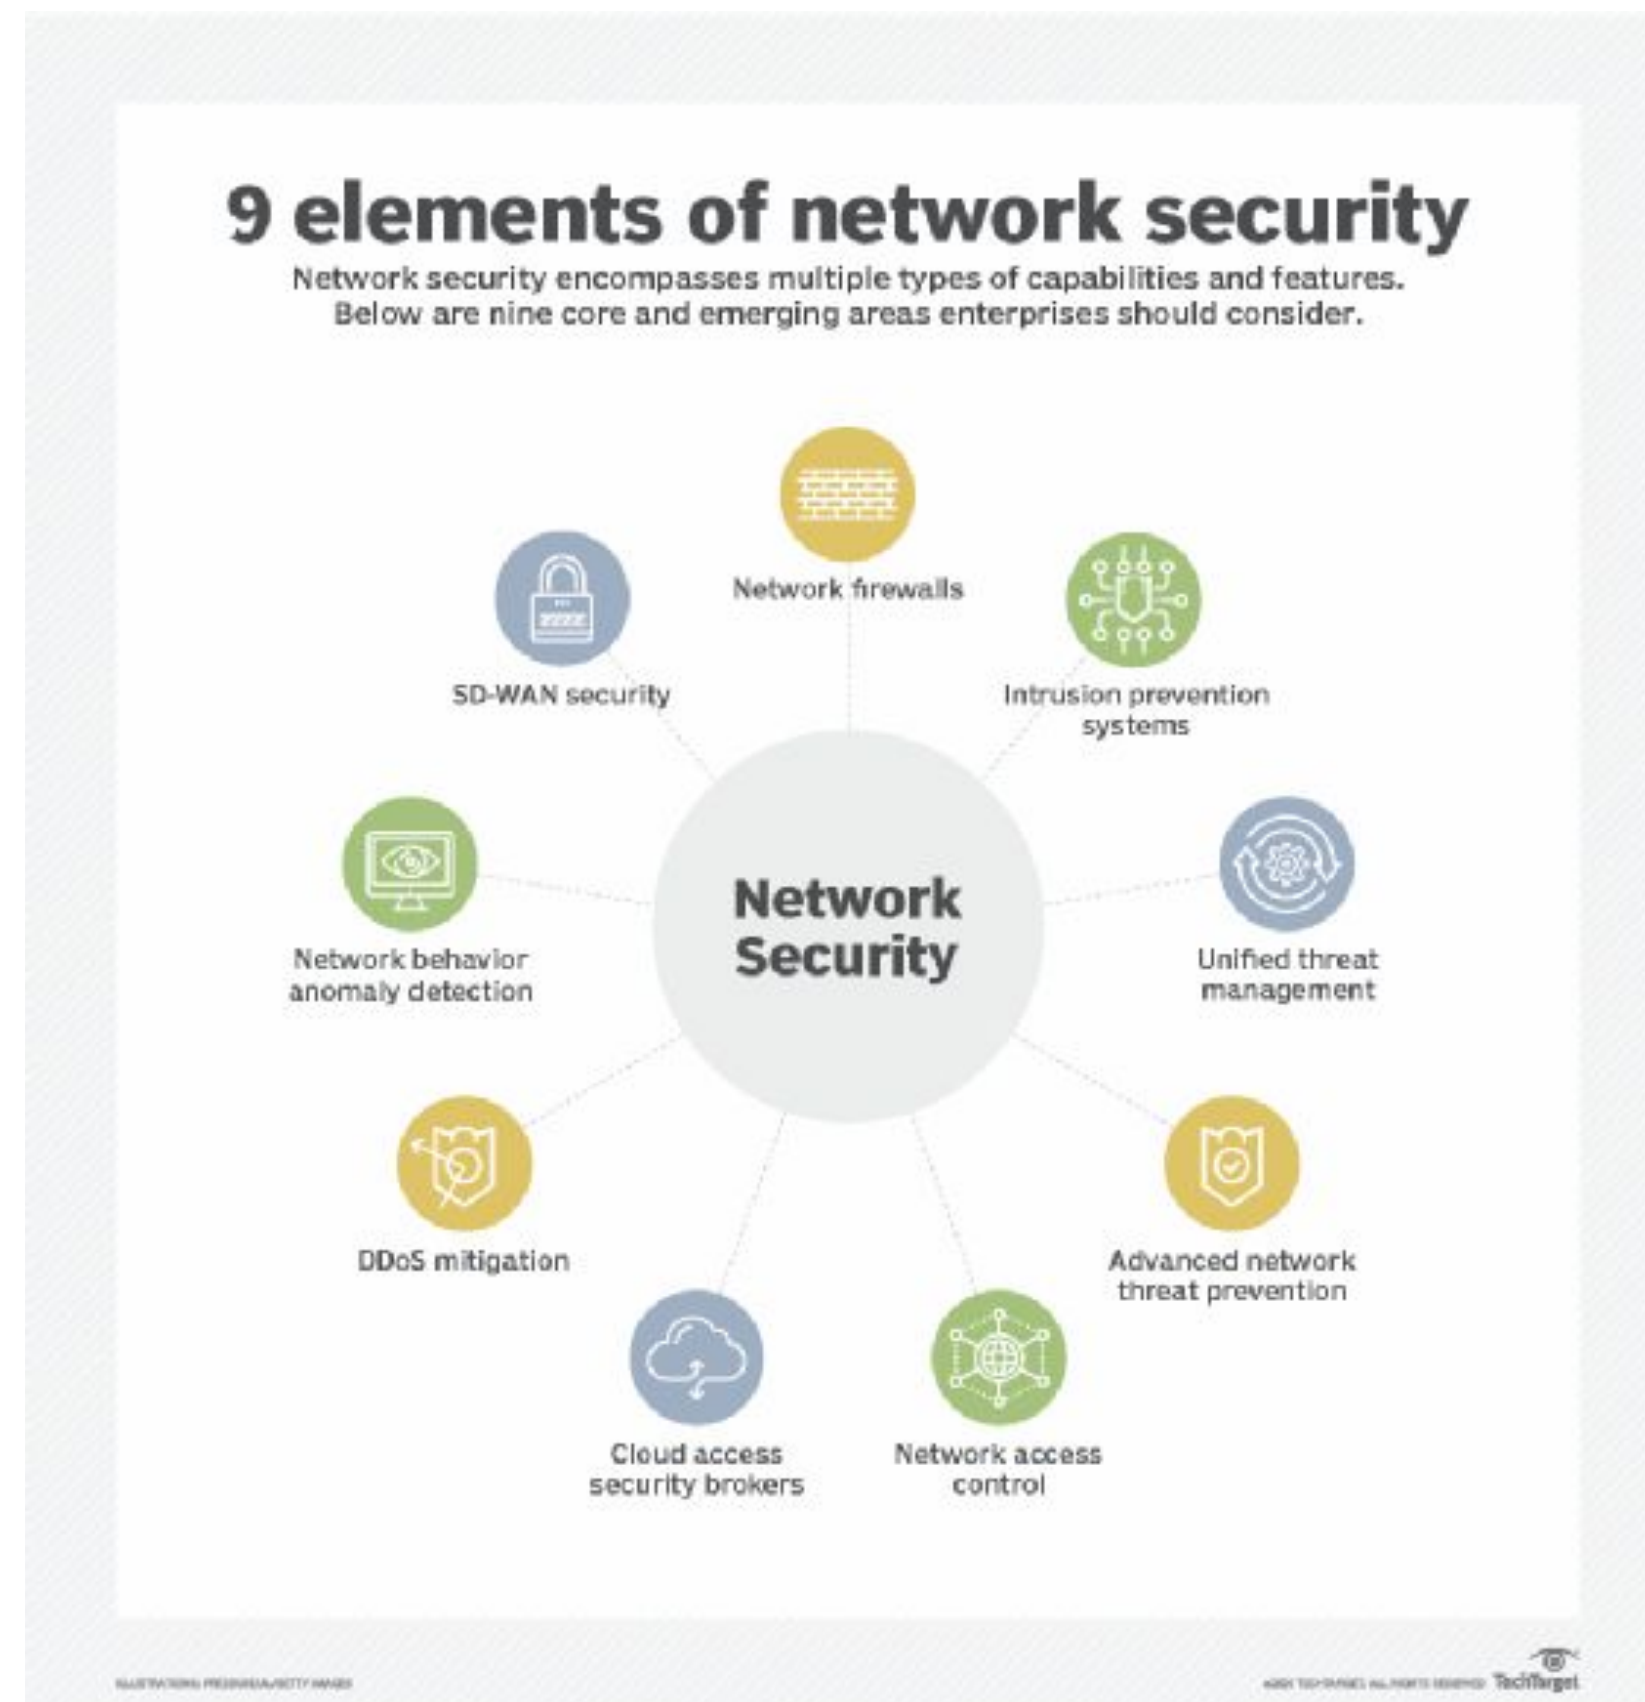 9 elements of network security
Network security encompasses multiple types of capabilities and features.
Below are nine core and emerging areas enterprises should consider.
Network firewalls
Intrusion prevention
systems
Unified threat
management
Advanced network
threat prevention
Network access
control
Cloud access
security brokers
DDoS mitigation
Network behavior
anomaly detection
SD-WAN security
Network
Security
TechTarget